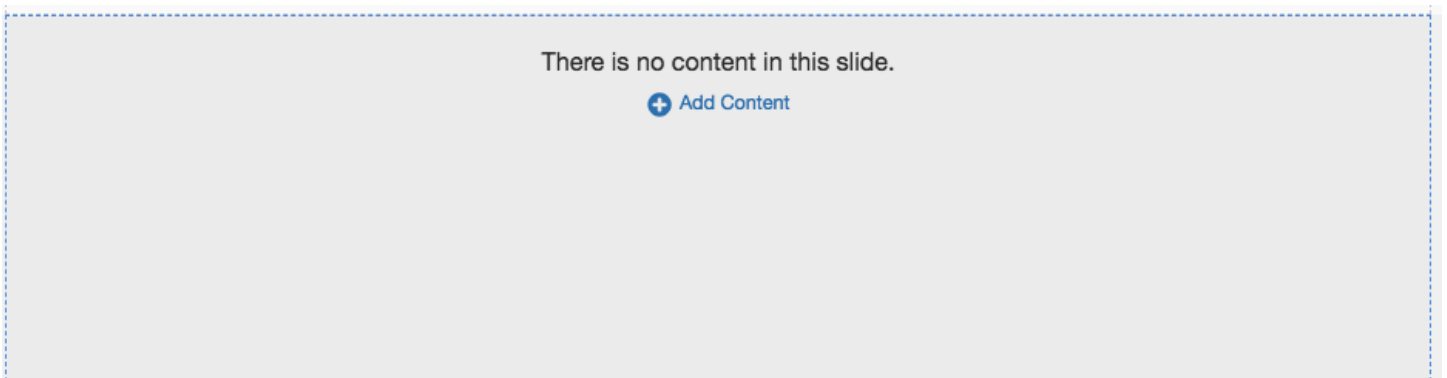 There is no content in this slide.
Add Content